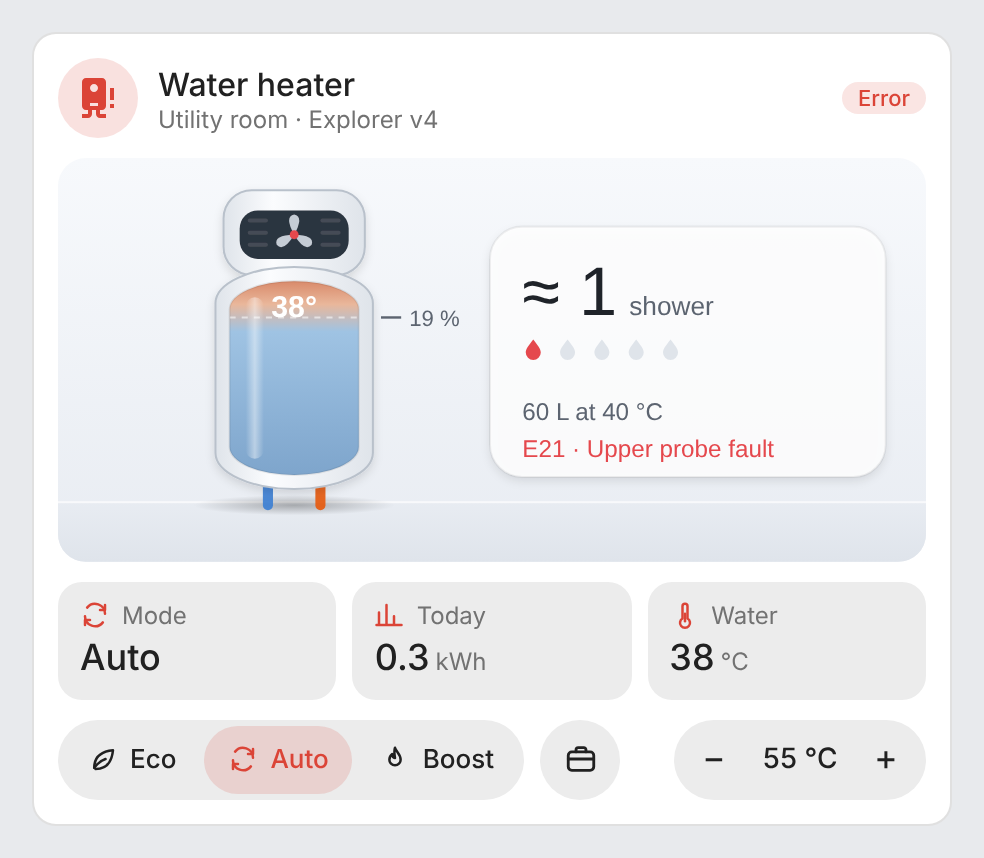 Water heater
Utility room · Explorer v4
Error
38°
19 %
≈ 1 shower
60 L at 40 °C
E21 · Upper probe fault
Mode
Auto
Today
0.3 kWh
Water
38 °C
Eco
Auto
Boost
− 55 °C +